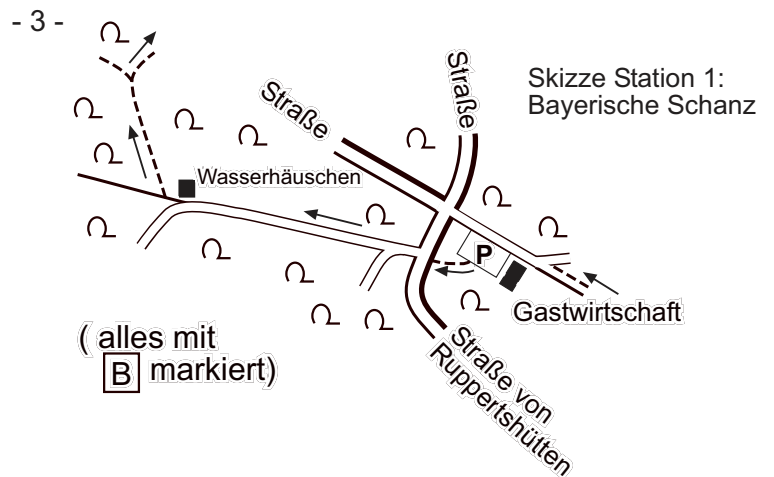 - 3 -
Skizze Station 1:
Bayerische Schanz
Straße
Straße
Wasserhäuschen
P
Gastwirtschaft
( alles mit
B markiert)
Straße von
Ruppertshütten